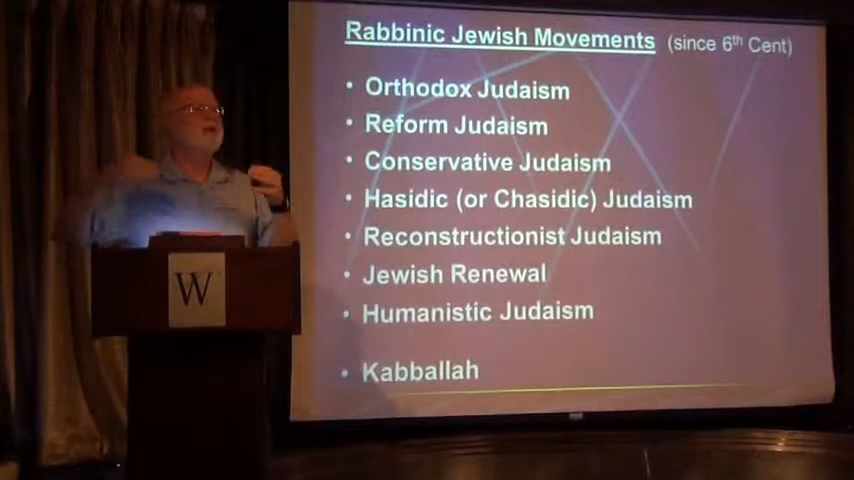 Rabbinic Jewish Movements (since 6th Cent)
• Orthodox Judaism
• Reform Judaism
• Conservative Judaism
• Hasidic (or Chasidic) Judaism
• Reconstructionist Judaism
• Jewish Renewal
• Humanistic Judaism
• Kabballah
W